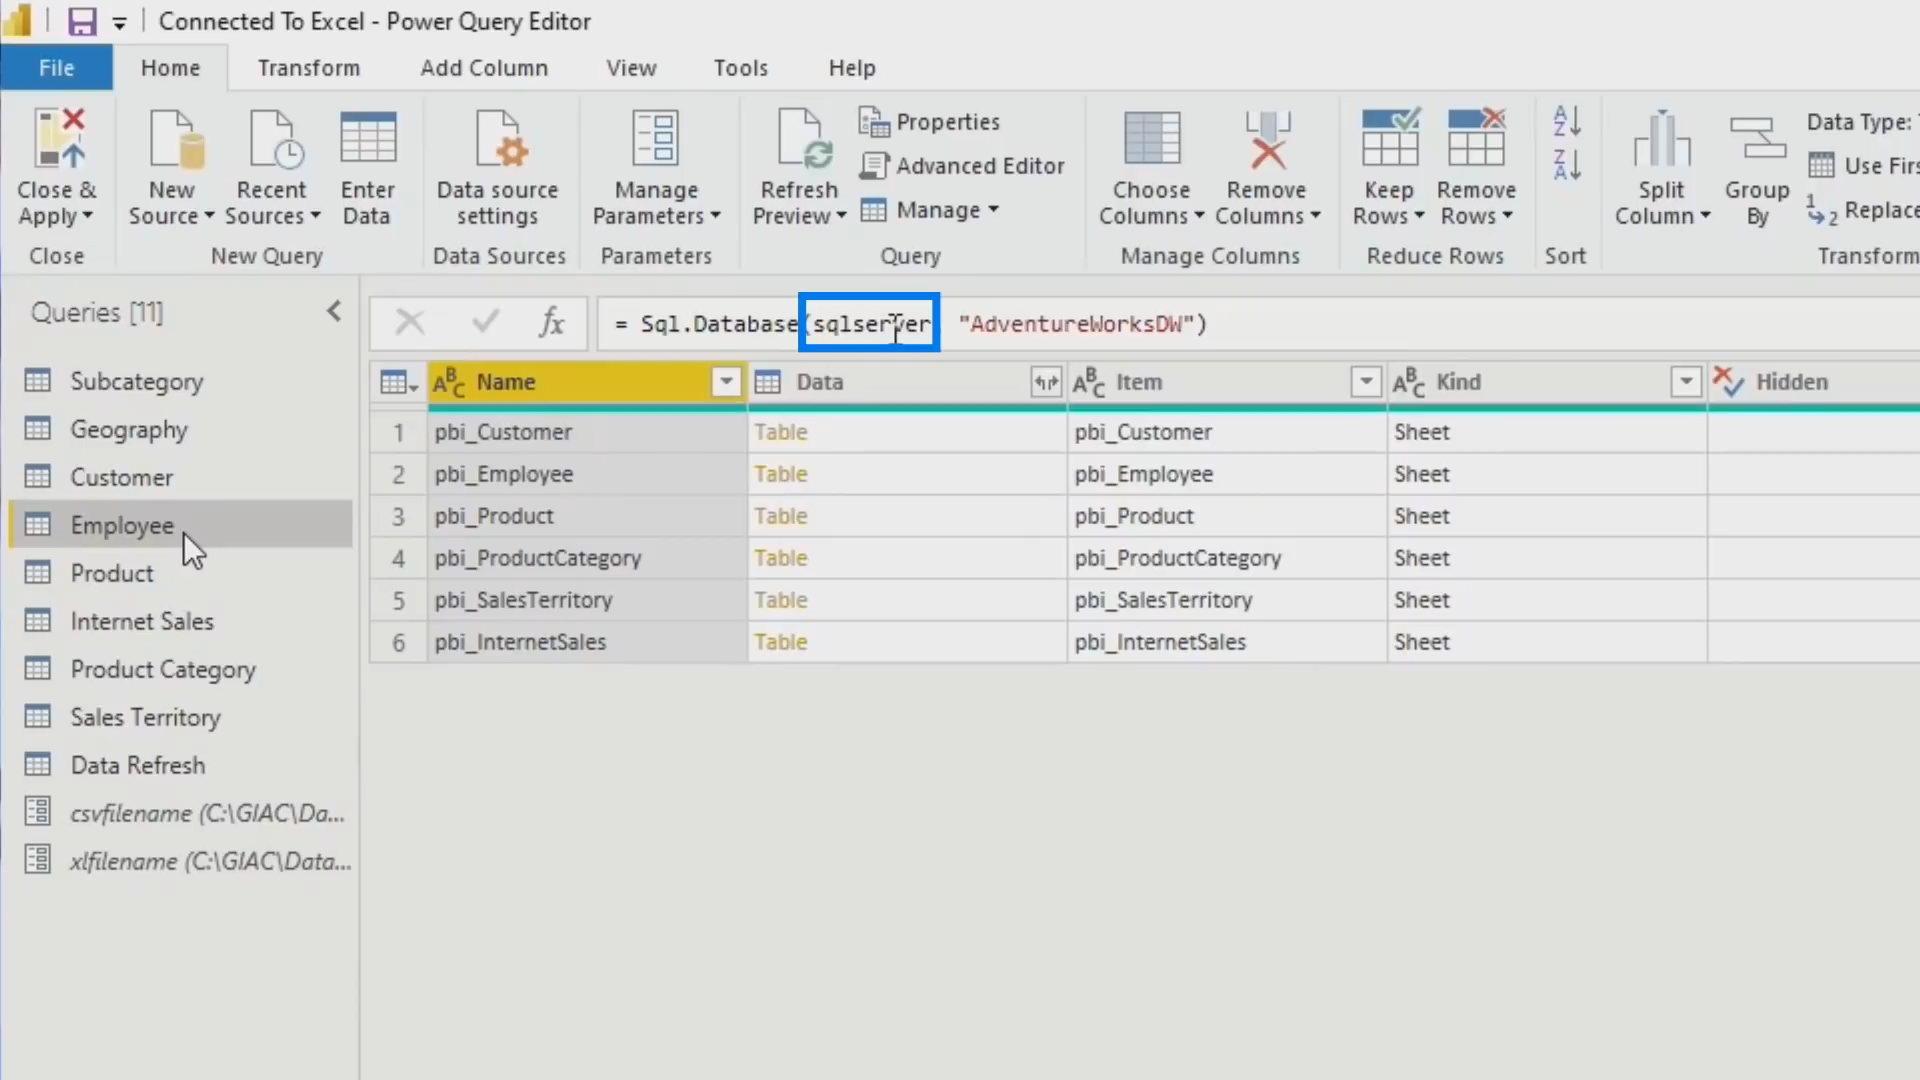 Connected To Excel - Power Query Editor
File Home Transform Add Column View Tools Help
Close & Apply
New Source
Recent Sources
Enter Data
Data source settings
Manage Parameters
Refresh Preview
Properties
Advanced Editor
Manage
Choose Columns
Remove Columns
Keep Rows
Remove Rows
Split Column
Group By
Data Type:
Use Firs
Replace
Close New Query Data Sources Parameters Query Manage Columns Reduce Rows Sort Transform
Queries [11]
fx = Sql.Database(sqlserver "AdventureWorksDW")
Subcategory
Geography
Customer
Employee
Product
Internet Sales
Product Category
Sales Territory
Data Refresh
csvfilename (C:\GIAC\Da...
xlfilename (C:\GIAC\Data...
ABC Name Data ABC Item ABC Kind Hidden
1 pbi_Customer Table pbi_Customer Sheet
2 pbi_Employee Table pbi_Employee Sheet
3 pbi_Product Table pbi_Product Sheet
4 pbi_ProductCategory Table pbi_ProductCategory Sheet
5 pbi_SalesTerritory Table pbi_SalesTerritory Sheet
6 pbi_InternetSales Table pbi_InternetSales Sheet